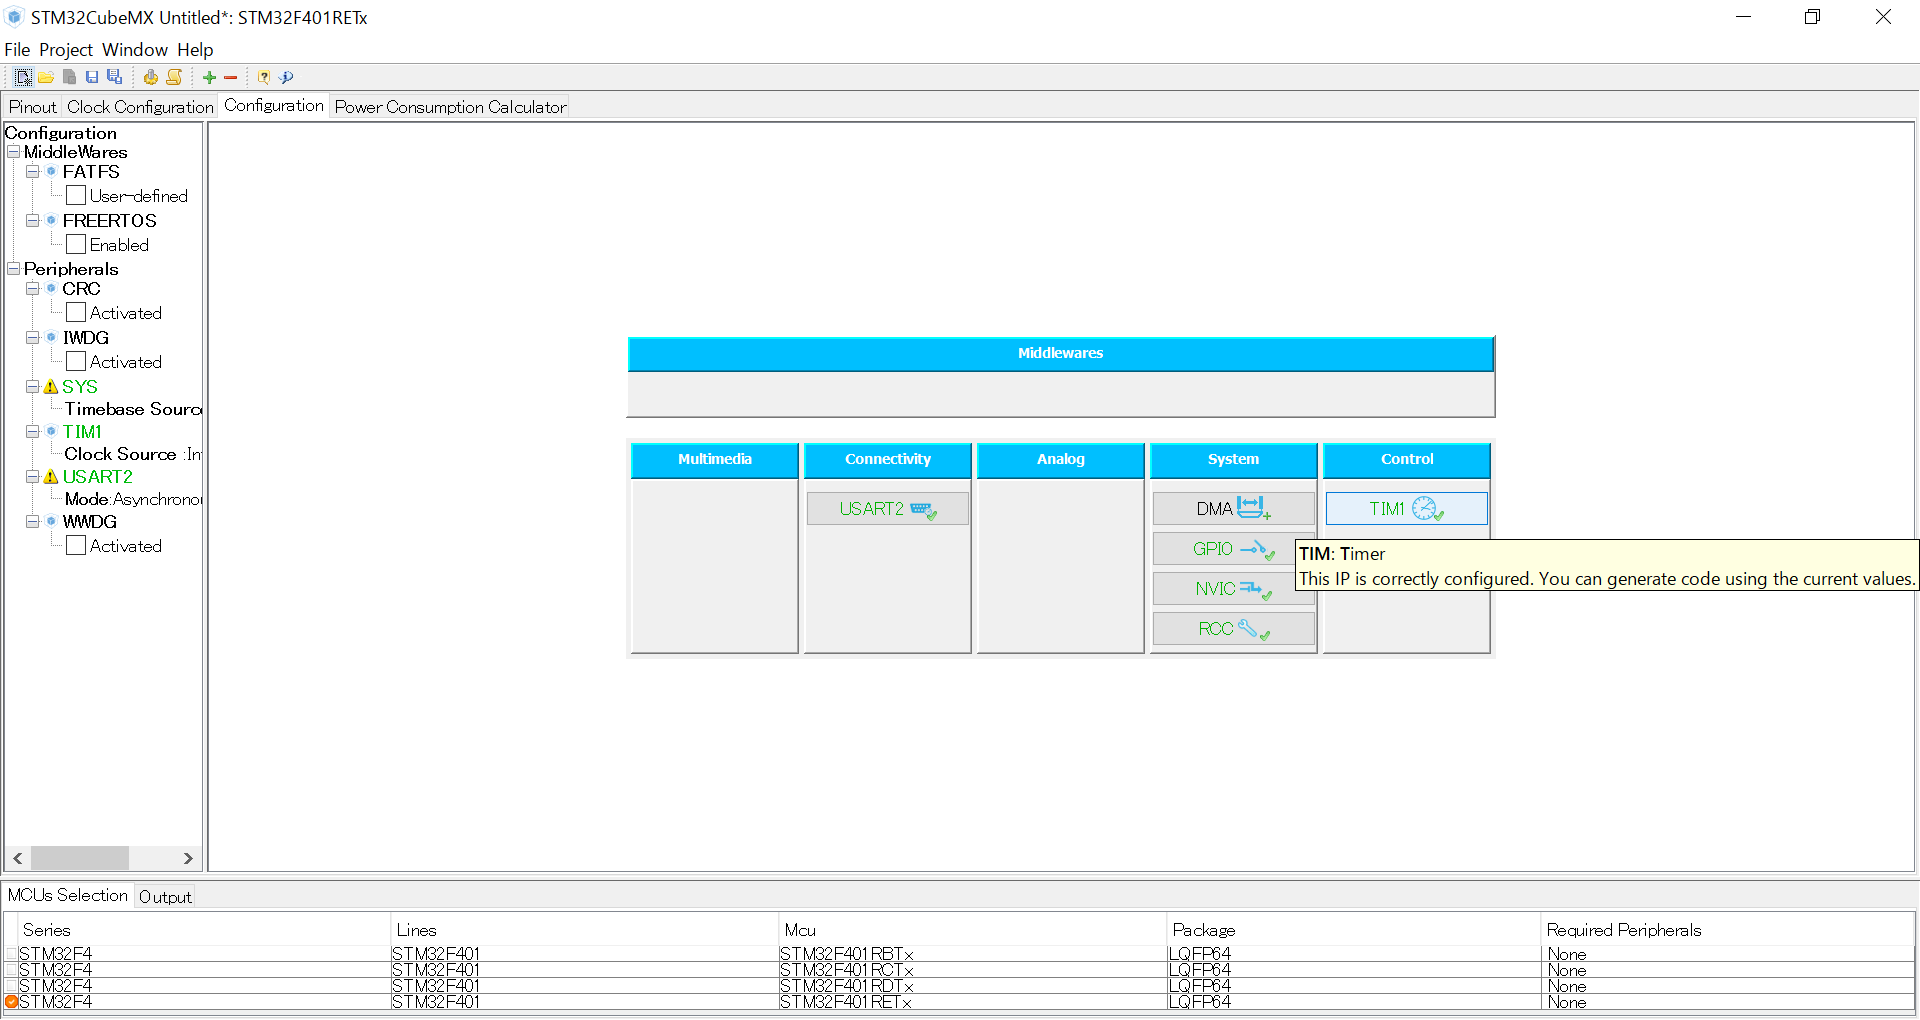 STM32CubeMX Untitled*: STM32F401RETx
File Project Window Help
Pinout Clock Configuration Configuration Power Consumption Calculator
Configuration
MiddleWares
FATFS
User-defined
FREERTOS
Enabled
Peripherals
CRC
Activated
IWDG
Activated
SYS
Timebase Source
TIM1
Clock Source :In
USART2
Mode:Asynchronou
WWDG
Activated
Middlewares
Multimedia Connectivity Analog System Control
USART2 DMA TIM1
GPIO
NVIC
RCC
TIM: Timer
This IP is correctly configured. You can generate code using the current values.
MCUs Selection Output
Series Lines Mcu Package Required Peripherals
STM32F4 STM32F401 STM32F401RBTx LQFP64 None
STM32F4 STM32F401 STM32F401RCTx LQFP64 None
STM32F4 STM32F401 STM32F401RDTx LQFP64 None
STM32F4 STM32F401 STM32F401RETx LQFP64 None